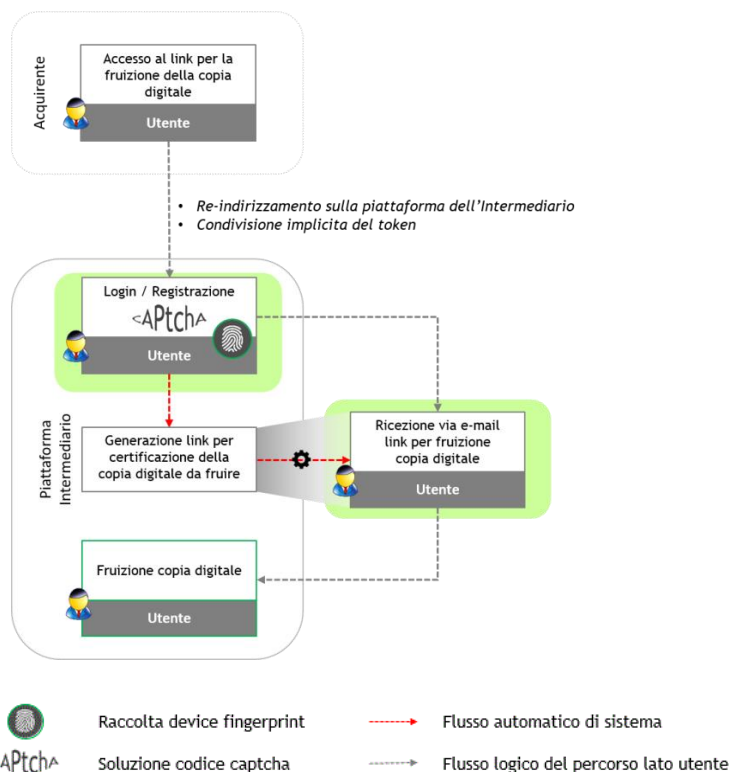 Acquirente
Accesso al link per la
fruizione della copia
digitale
Utente
• Re-indirizzamento sulla piattaforma dell'Intermediario
• Condivisione implicita del token
Login / Registrazione
<APtchA
Utente
Piattaforma
Intermediario
Generazione link per
certificazione della
copia digitale da fruire
Ricezione via e-mail
link per fruizione
copia digitale
Utente
Fruizione copia digitale
Utente
Raccolta device fingerprint
Flusso automatico di sistema
APtchA
Soluzione codice captcha
Flusso logico del percorso lato utente